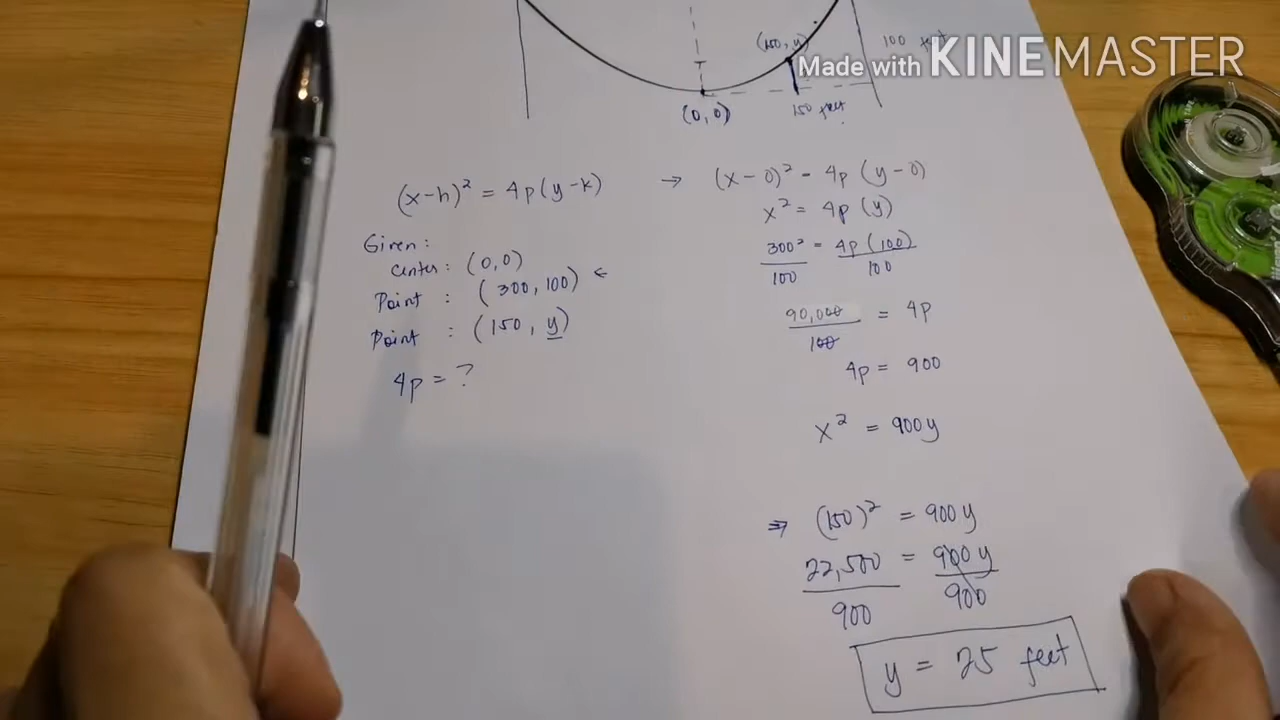 (150, y)
100 feet
Made with KINEMASTER
(0, 0)
150 feet
(x-h)² = 4p(y-k)
→ (x-0)² = 4p (y-0)
x² = 4p (y)
Given:
300² = 4p (100)
100 100
Center: (0,0)
Point : (300, 100) ←
90,000 = 4p
100
Point : (150, y)
4p = 900
4p = ?
x² = 900y
⇒ (150)² = 900y
22,500 = 900y
900 900
y = 25 feet